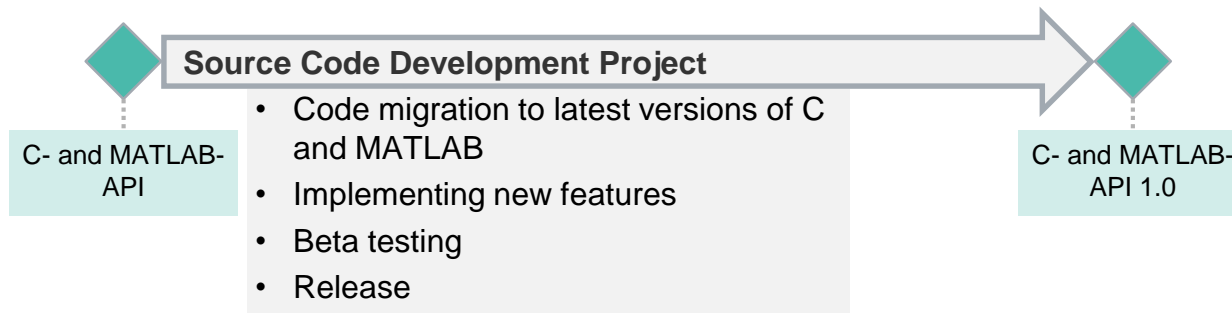 Source Code Development Project
• Code migration to latest versions of C
and MATLAB
• Implementing new features
• Beta testing
• Release
C- and MATLAB-
API
C- and MATLAB-
API 1.0